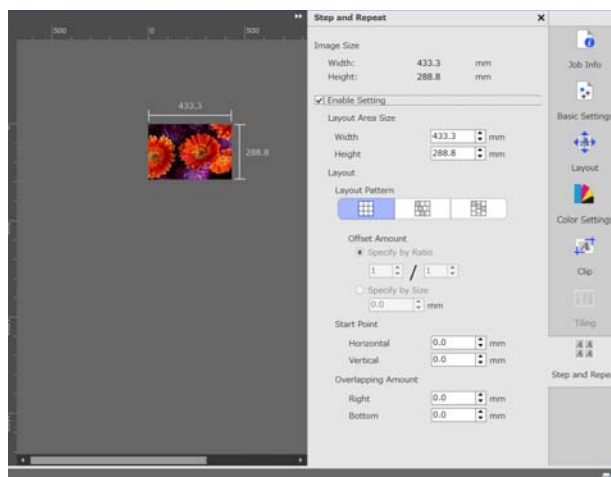 Step and Repeat
500 0 500
Image Size
Width: 433.3 mm
Height: 288.8 mm
Enable Setting
Layout Area Size
Width 433.3 mm
Height 288.8 mm
Layout
Layout Pattern
Offset Amount
Specify by Ratio
1 / 1
Specify by Size
0.0 mm
Start Point
Horizontal 0.0 mm
Vertical 0.0 mm
Overlapping Amount
Right 0.0 mm
Bottom 0.0 mm
433.3
288.8
Job Info
Basic Settings
Layout
Color Settings
Clip
Tiling
Step and Repe